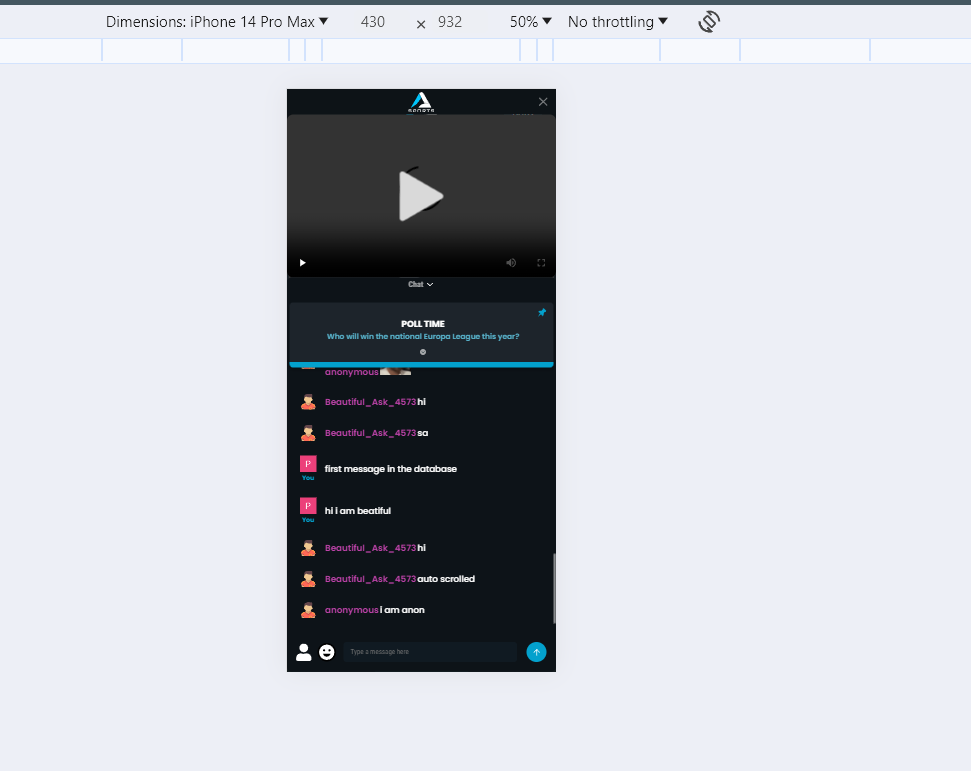 Dimensions: iPhone 14 Pro Max 430 × 932 50% No throttling
SPORTS
Chat
POLL TIME
Who will win the national Europa League this year?
anonymous
Beautiful_Ask_4573 hi
Beautiful_Ask_4573 sa
P
first message in the database
You
P
hi i am beatiful
You
Beautiful_Ask_4573 hi
Beautiful_Ask_4573 auto scrolled
anonymous i am anon
Type a message here